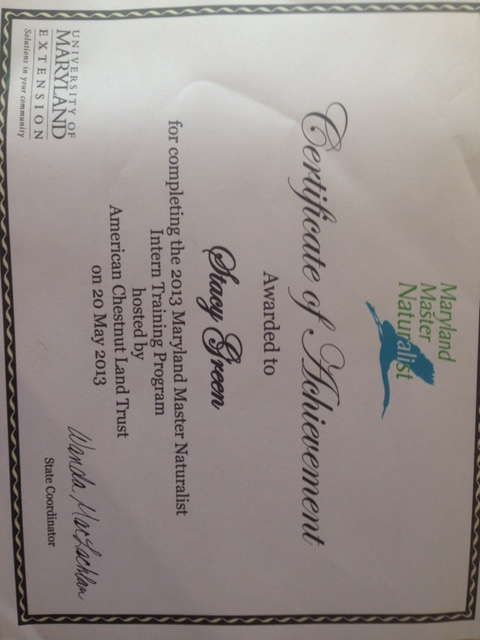 Maryland
Master
Naturalist
Certificate of Achievement
Awarded to
Stacy Green
for completing the 2013 Maryland Master Naturalist
Intern Training Program
hosted by
American Chestnut Land Trust
on 20 May 2013
Wanda MacLachlan
State Coordinator
UNIVERSITY OF
MARYLAND
EXTENSION
Solutions in your community